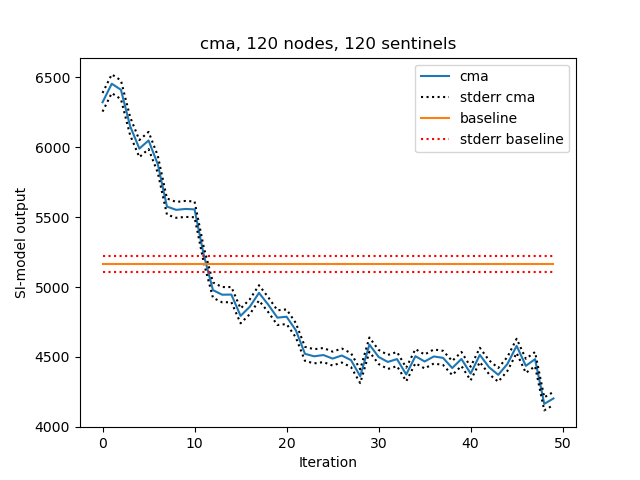 cma, 120 nodes, 120 sentinels
SI-model output
6500
6000
5500
5000
4500
4000
cma
stderr cma
baseline
stderr baseline
0
10
20
30
40
50
Iteration